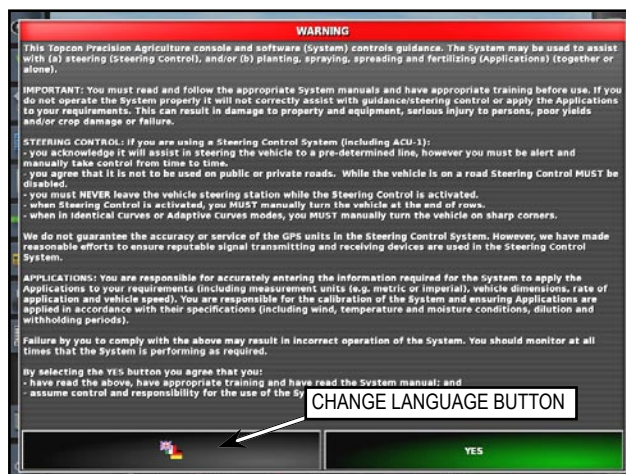 WARNING
This Topcon Precision Agriculture console and software (System) controls guidance. The System may be used to assist
with (a) steering (Steering Control), and/or (b) planting, spraying, spreading and fertilizing (Applications) (together or
alone).
IMPORTANT: You must read and follow the appropriate System manuals and have appropriate training before use. If you
do not operate the System properly it will not correctly assist with guidance/steering control or apply the Applications
to your requirements. This can result in damage to property and equipment, serious injury to persons, poor yields
and/or crop damage or failure.
STEERING CONTROL: If you are using a Steering Control System (including ACU-1):
- you acknowledge it will assist in steering the vehicle to a pre-determined line, however you must be alert and
manually take control from time to time.
- you agree that it is not to be used on public or private roads. While the vehicle is on a road Steering Control MUST be
disabled.
- you must NEVER leave the vehicle steering station while the Steering Control is activated.
- when Steering Control is activated, you MUST manually turn the vehicle at the end of rows.
- when in Identical Curves or Adaptive Curves modes, you MUST manually turn the vehicle on sharp corners.
We do not guarantee the accuracy or service of the GPS units in the Steering Control System. However, we have made
reasonable efforts to ensure reputable signal transmitting and receiving devices are used in the Steering Control
System.
APPLICATIONS: You are responsible for accurately entering the information required for the System to apply the
Applications to your requirements (including measurement units (e.g. metric or imperial), vehicle dimensions, rate of
application and vehicle speed). You are responsible for the calibration of the System and ensuring Applications are
applied in accordance with their specifications (including wind, temperature and moisture conditions, dilution and
withholding periods).
Failure by you to comply with the above may result in incorrect operation of the System. You should monitor at all
times that the System is performing as required.
By selecting the YES button you agree that you:
- have read the above, have appropriate training and have read the System manual; and
- assume control and responsibility for the use of the Sy
CHANGE LANGUAGE BUTTON
YES